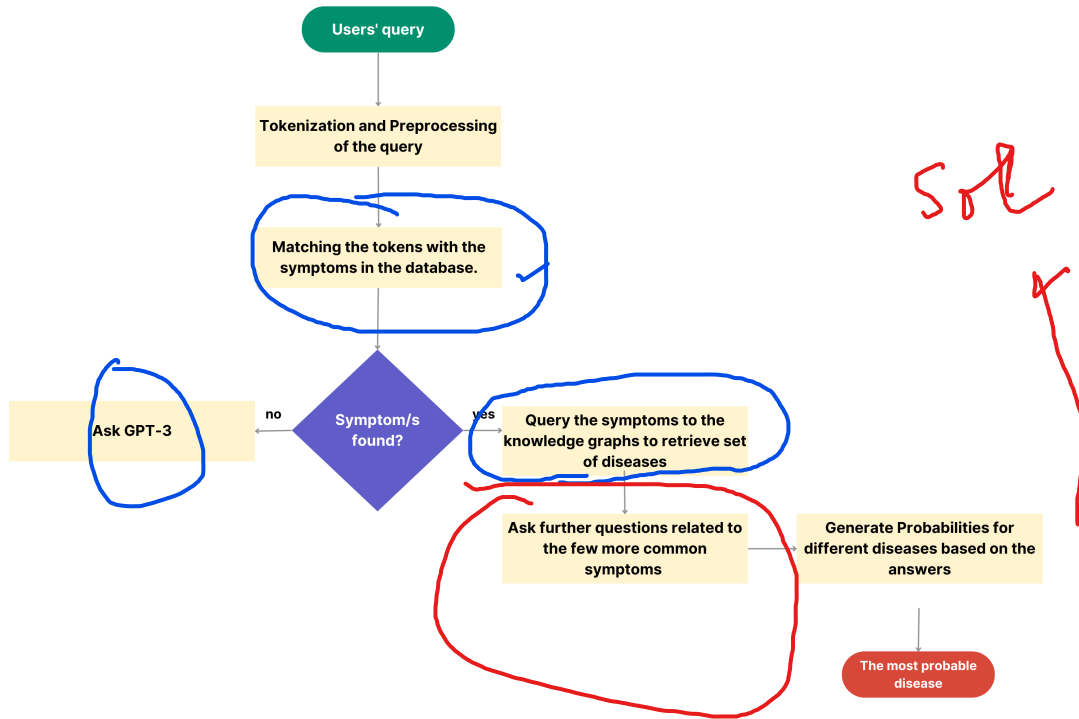 Users' query
Tokenization and Preprocessing
of the query
Matching the tokens with the
symptoms in the database.
Symptom/s
found?
no
yes
Ask GPT-3
Query the symptoms to the
knowledge graphs to retrieve set
of diseases
Ask further questions related to
the few more common
symptoms
Generate Probabilities for
different diseases based on the
answers
The most probable
disease